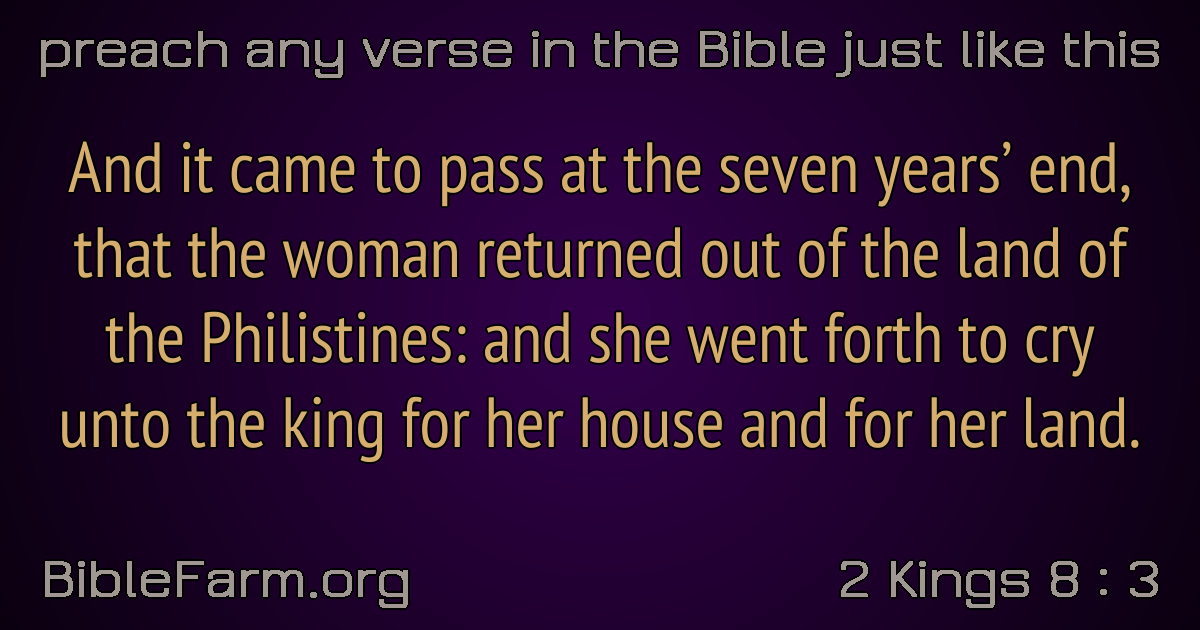 preach any verse in the Bible just like this
And it came to pass at the seven years’ end,
that the woman returned out of the land of
the Philistines: and she went forth to cry
unto the king for her house and for her land.
BibleFarm.org
2 Kings 8 : 3